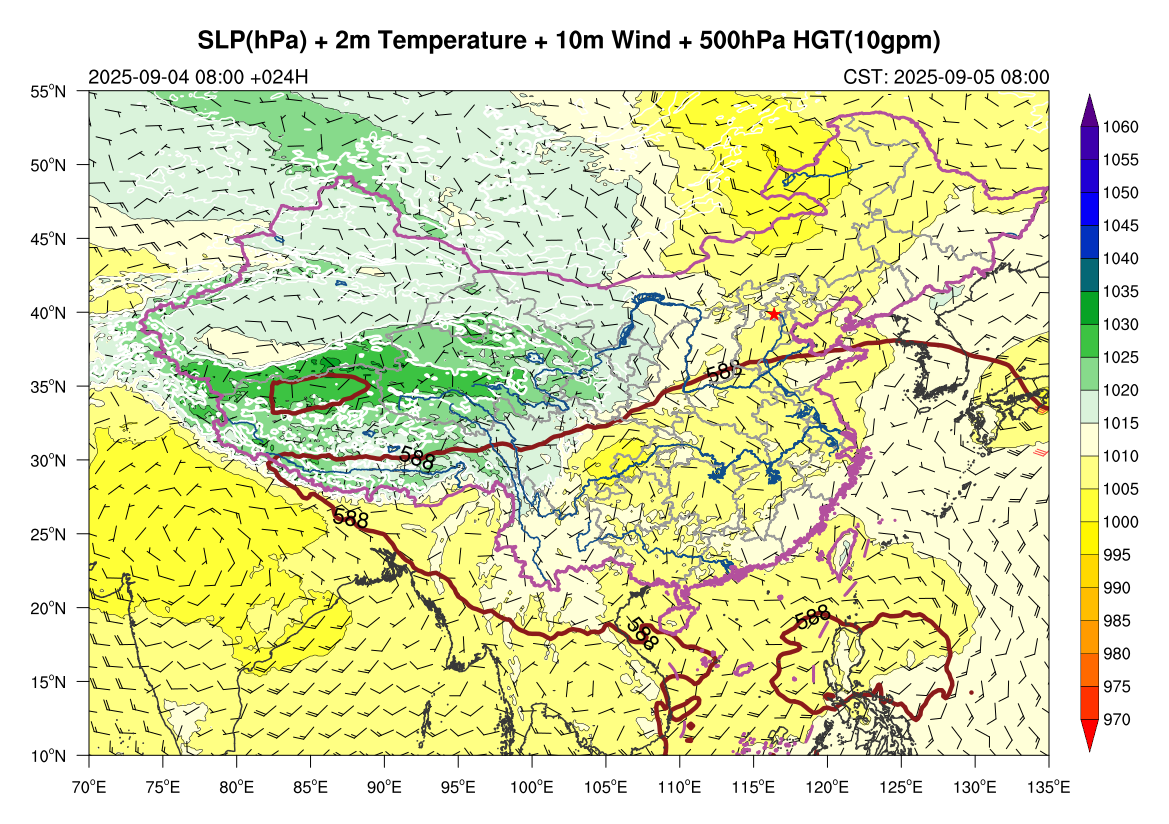 SLP(hPa) + 2m Temperature + 10m Wind + 500hPa HGT(10gpm)
2025-09-04 08:00 +024H
CST: 2025-09-05 08:00
55°N
50°N
45°N
40°N
35°N
30°N
25°N
20°N
15°N
10°N
588
588
588
588
588
70°E
75°E
80°E
85°E
90°E
95°E
100°E
105°E
110°E
115°E
120°E
125°E
130°E
135°E
1060
1055
1050
1045
1040
1035
1030
1025
1020
1015
1010
1005
1000
995
990
985
980
975
970